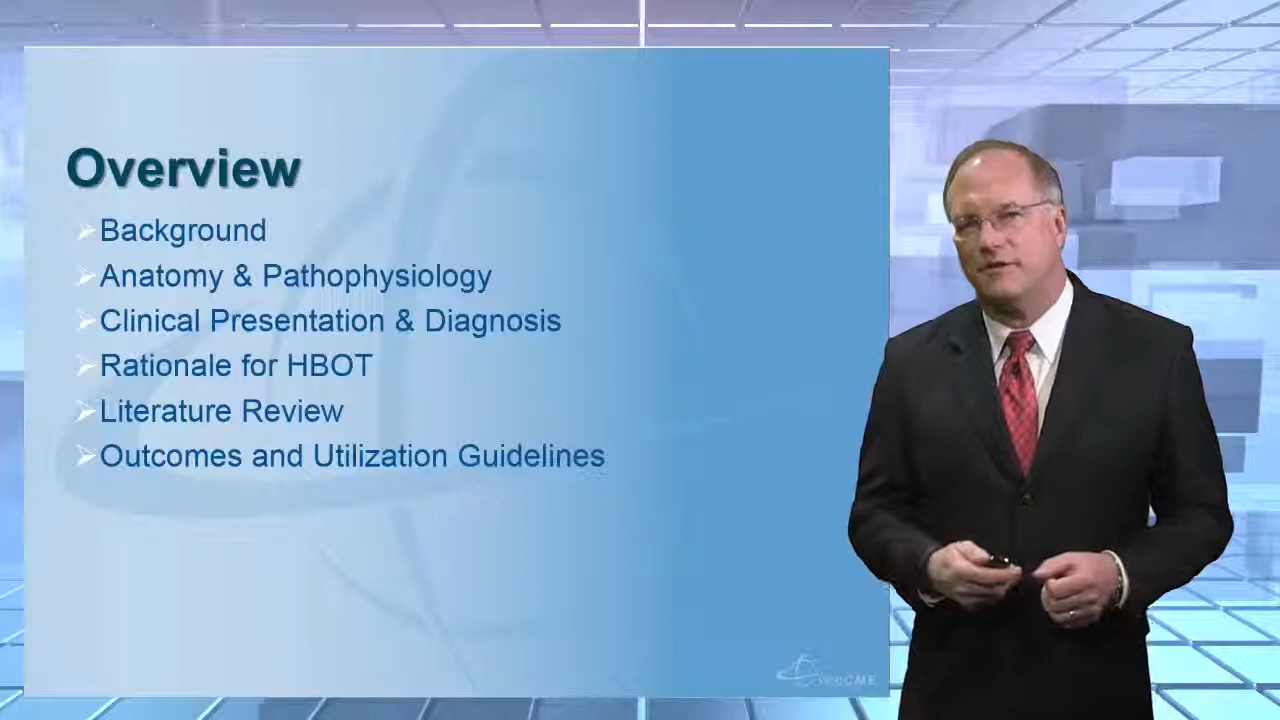 Overview
Background
Anatomy & Pathophysiology
Clinical Presentation & Diagnosis
Rationale for HBOT
Literature Review
Outcomes and Utilization Guidelines